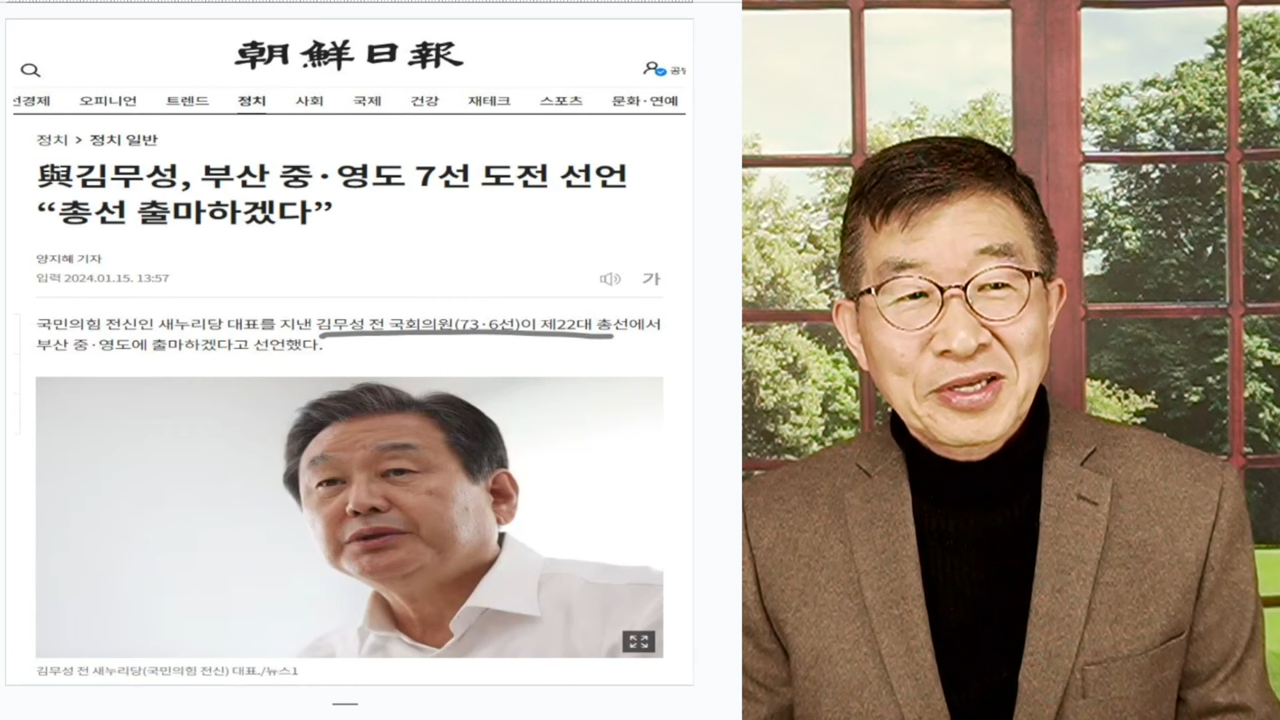 朝鮮日報
선경제 오피니언 트렌드 정치 사회 국제 건강 재테크 스포츠 문화·연예
정치 > 정치 일반
與김무성, 부산 중·영도 7선 도전 선언
“총선 출마하겠다”
양지혜 기자
입력 2024.01.15. 13:57
가
국민의힘 전신인 새누리당 대표를 지낸 김무성 전 국회의원(73·6선)이 제22대 총선에서
부산 중·영도에 출마하겠다고 선언했다.
김무성 전 새누리당(국민의힘 전신) 대표./뉴스1